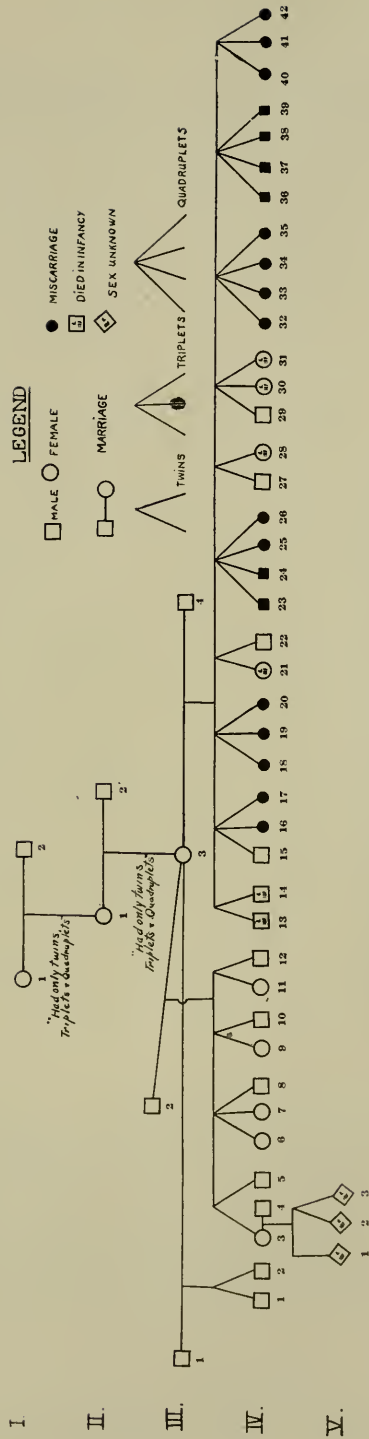 LEGEND
MALE FEMALE
MARRIAGE
TWINS
TRIPLETS
QUADRUPLETS
MISCARRIAGE
DIED IN INFANCY
SEX UNKNOWN
I.
1 2
"Had only twins,
Triplets & Quadruplets"
II.
1 2
"Had only twins,
Triplets & Quadruplets"
III.
1 2 3 4
IV.
1 2 3 4 5 6 7 8 9 10 11 12 13 14 15 16 17 18 19 20 21 22 23 24 25 26 27 28 29 30 31 32 33 34 35 36 37 38 39 40 41 42
V.
1 2 3